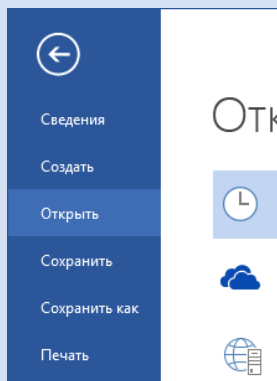 Сведения
Создать
Открыть
Сохранить
Сохранить как
Печать